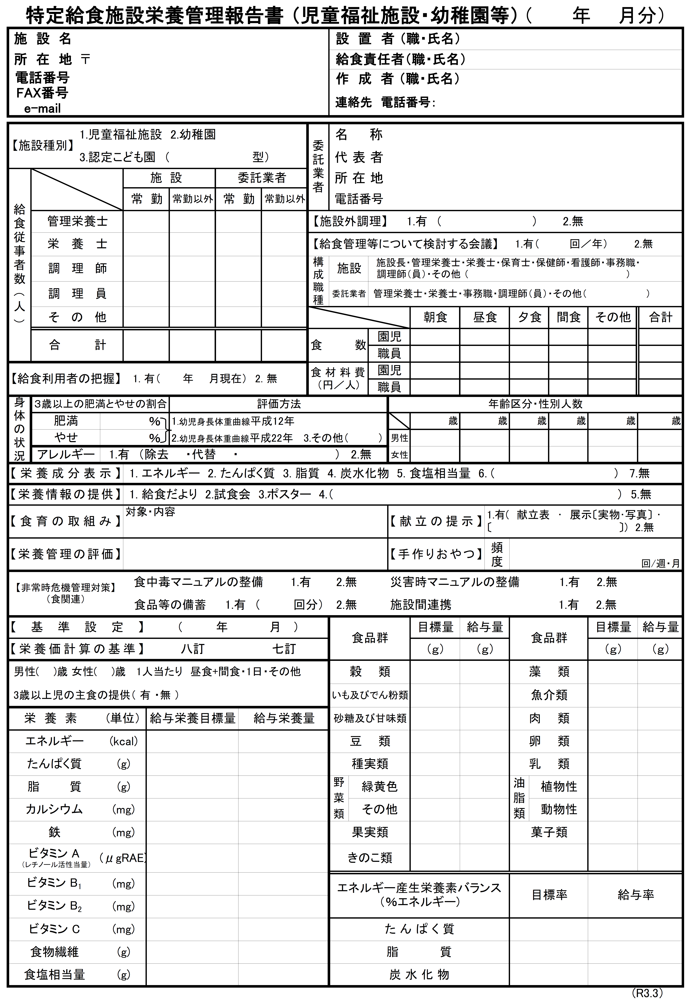 特定給食施設栄養管理報告書（児童福祉施設・幼稚園等）（　　年　　月分）
施 設 名
所 在 地 〒
電話番号
FAX番号
e-mail
設 置 者（職・氏名）
給食責任者（職・氏名）
作 成 者（職・氏名）
連絡先 電話番号：
【施設種別】
1.児童福祉施設 2.幼稚園
3.認定こども園 （　　　　型）
委託業者
名　称
代 表 者
所 在 地
電話番号
給食従事者数（人）
施 設　委託業者
常 勤　常勤以外　常 勤　常勤以外
管理栄養士
栄 養 士
調 理 師
調 理 員
そ の 他
合　　計
【施設外調理】 1.有 （　　　　） 2.無
【給食管理等について検討する会議】 1.有（　　回／年） 2.無
構成職種
施設
施設長・管理栄養士・栄養士・保育士・保健師・看護師・事務職・
調理師（員）・その他（　　　　）
委託業者
管理栄養士・栄養士・事務職・調理師（員）・その他（　　　　）
朝食　昼食　夕食　間食　その他　合計
食　数
園児
職員
食材料費
（円／人）
園児
職員
【給食利用者の把握】 1. 有（　　年　月現在） 2. 無
身体の状況
3歳以上の肥満とやせの割合　評価方法
肥満　　%
やせ　　%
1.幼児身長体重曲線平成12年
2.幼児身長体重曲線平成22年 3.その他（　　）
アレルギー　1.有 （除去　・代替　・　　　　） 2.無
年齢区分・性別人数
歳　歳　歳　歳　歳　歳
男性
女性
【栄養成分表示】 1. エネルギー 2. たんぱく質 3. 脂質 4. 炭水化物 5. 食塩相当量 6.（　　　　） 7.無
【栄養情報の提供】 1. 給食だより 2.試食会 3.ポスター 4.（　　　　） 5.無
【食育の取組み】
対象・内容
【献立の提示】
1.有（ 献立表 ・ 展示〔実物・写真〕・
〔　　　　〕） 2.無
【栄養管理の評価】
【手作りおやつ】
頻度
回/週・月
【非常時危機管理対策】
（食関連）
食中毒マニュアルの整備 1.有 2.無 災害時マニュアルの整備 1.有 2.無
食品等の備蓄 1.有 （　　回分） 2.無 施設間連携 1.有 2.無
【 基 準 設 定 】 （　　年　　月 ）
【栄養価計算の基準】 八訂　七訂
男性（　）歳 女性（　）歳 1人当たり 昼食+間食・1日・その他
3歳以上児の主食の提供（ 有 ・無 ）
栄 養 素 （単位） 給与栄養目標量 給与栄養量
エネルギー （kcal）
たんぱく質 （g）
脂　質 （g）
カルシウム （mg）
鉄 （mg）
ビタミン A （μgRAE）
（レチノール活性当量）
ビタミン B1 （mg）
ビタミン B2 （mg）
ビタミン C （mg）
食物繊維 （g）
食塩相当量 （g）
食品群　目標量　給与量　食品群　目標量　給与量
（g）　（g）　（g）　（g）
穀　類　藻　類
いも及びでん粉類　魚介類
砂糖及び甘味類　肉　類
豆　類　卵　類
種実類　乳　類
野菜類　緑黄色　油脂類　植物性
その他　動物性
果実類　菓子類
きのこ類
エネルギー産生栄養素バランス
（%エネルギー）
目標率　給与率
たんぱく質
脂　質
炭水化物
（R3.3）